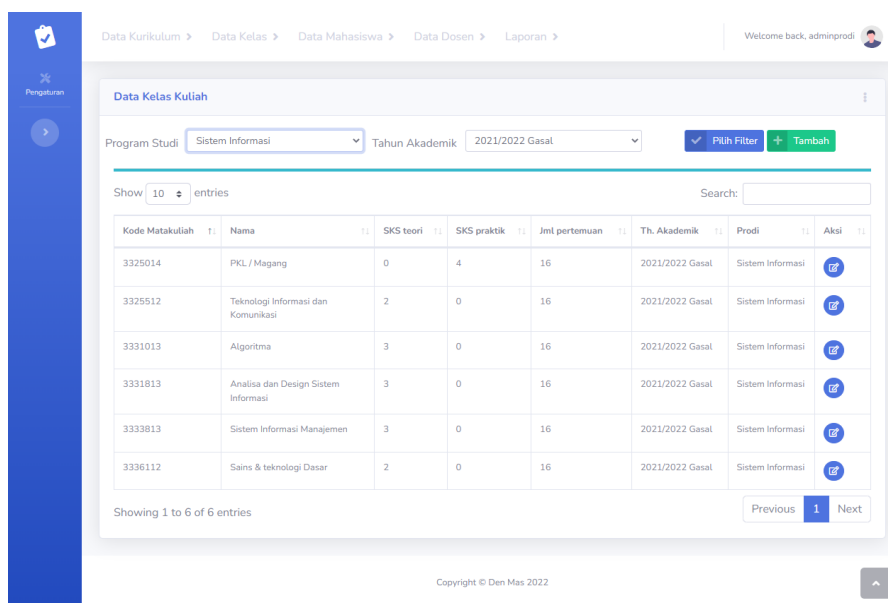 Data Kurikulum > Data Kelas > Data Mahasiswa > Data Dosen > Laporan > Welcome back, adminprodi
Pengaturan
Data Kelas Kuliah
Program Studi Sistem Informasi Tahun Akademik 2021/2022 Gasal Pilih Filter + Tambah
Show 10 entries Search:
Kode Matakuliah Nama SKS teori SKS praktik Jml pertemuan Th. Akademik Prodi Aksi
3325014 PKL / Magang 0 4 16 2021/2022 Gasal Sistem Informasi
3325512 Teknologi Informasi dan 2 0 16 2021/2022 Gasal Sistem Informasi
Komunikasi
3331013 Algoritma 3 0 16 2021/2022 Gasal Sistem Informasi
3331813 Analisa dan Design Sistem 3 0 16 2021/2022 Gasal Sistem Informasi
Informasi
3333813 Sistem Informasi Manajemen 3 0 16 2021/2022 Gasal Sistem Informasi
3336112 Sains & teknologi Dasar 2 0 16 2021/2022 Gasal Sistem Informasi
Showing 1 to 6 of 6 entries Previous 1 Next
Copyright © Den Mas 2022